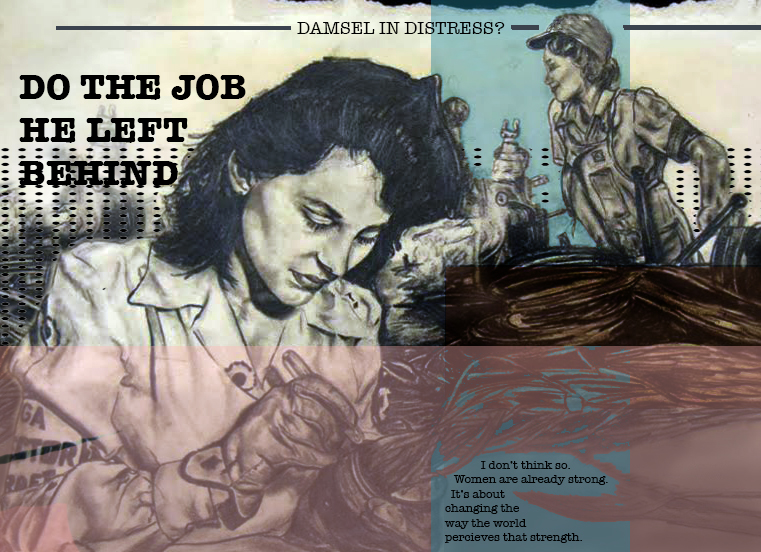 DAMSEL IN DISTRESS?
DO THE JOB
HE LEFT
BEHIND
GA
I don't think so.
Women are already strong.
It's about
changing the
way the world
percieves that strength.